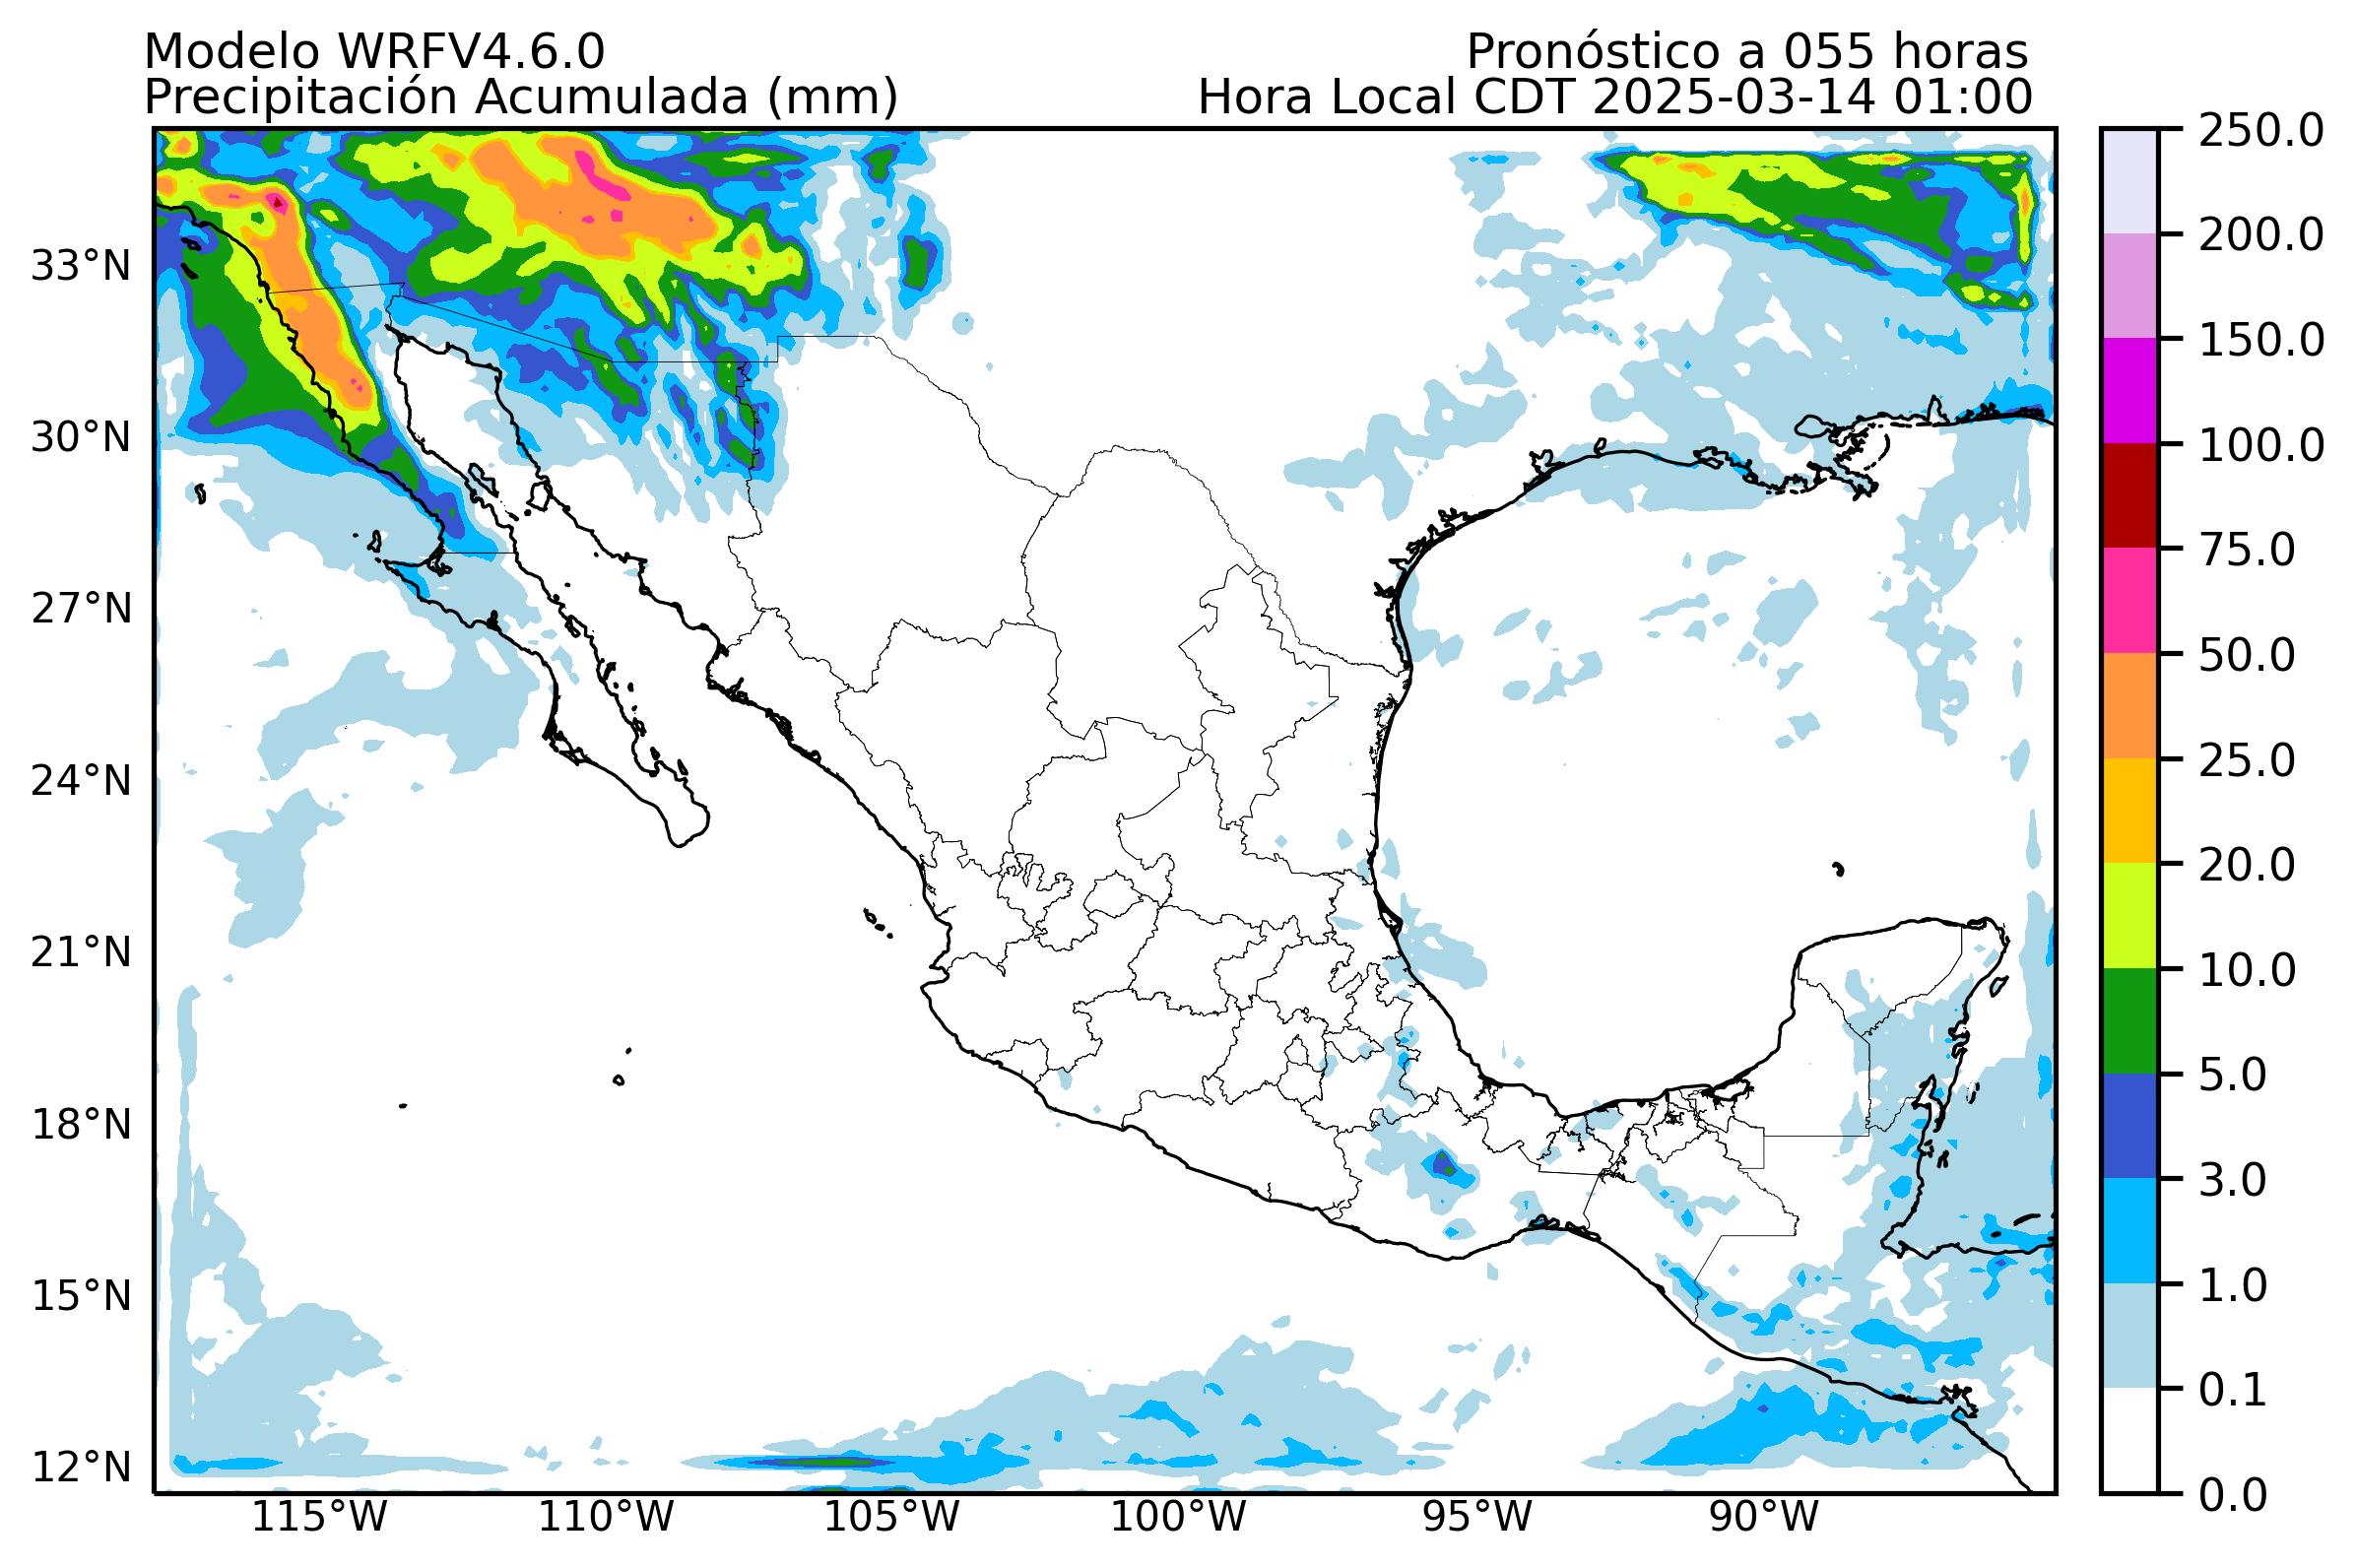 Modelo WRFV4.6.0
Pronóstico a 055 horas
Precipitación Acumulada (mm)
Hora Local CDT 2025-03-14 01:00
33°N
30°N
27°N
24°N
21°N
18°N
15°N
12°N
115°W
110°W
105°W
100°W
95°W
90°W
250.0
200.0
150.0
100.0
75.0
50.0
25.0
20.0
10.0
5.0
3.0
1.0
0.1
0.0